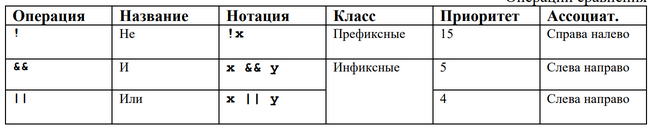 Операции сравнения
Операция Название Нотация Класс Приоритет Ассоциат.
! Не !x Префиксные 15 Справа налево
&& И x && y Инфиксные 5 Слева направо
|| Или x || y 4 Слева направо